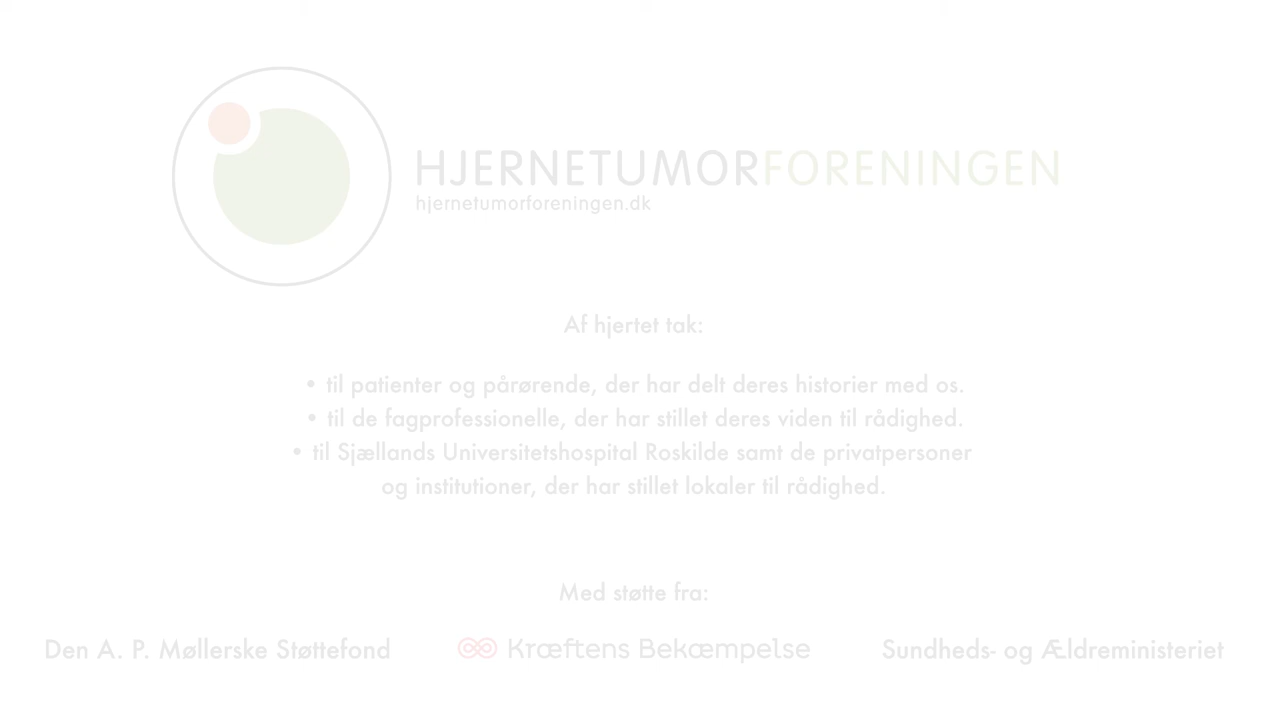 HJERNETUMORFORENINGEN
hjernetumorforeningen.dk
Af hjertet tak:
• til patienter og pårørende, der har delt deres historier med os.
• til de fagprofessionelle, der har stillet deres viden til rådighed.
• til Sjællands Universitetshospital Roskilde samt de privatpersoner
og institutioner, der har stillet lokaler til rådighed.
Med støtte fra:
Den A. P. Møllerske Støttefond
Kræftens Bekæmpelse
Sundheds- og Ældreministeriet